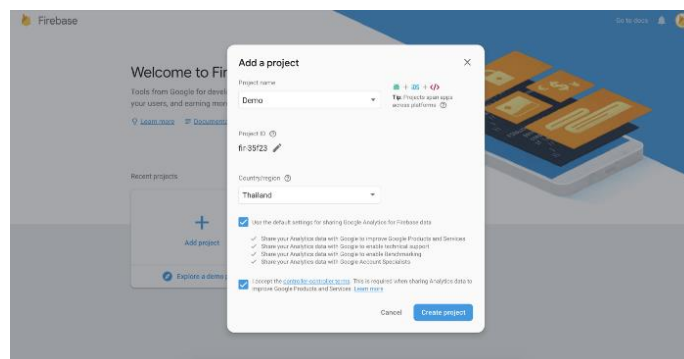 Firebase
Go to docs
Welcome to Fir
Tools from Google for devel
your users, and earning mor
Learn more
Documenta
Recent projects
Add project
Explore a demo p
Add a project
Project name
Demo
+ iOS + </>
Tip: Projects span apps
across platforms
Project ID
fir-35f23
Country/region
Thailand
Use the default settings for sharing Google Analytics for Firebase data
Share your Analytics data with Google to improve Google Products and Services
Share your Analytics data with Google to enable technical support
Share your Analytics data with Google to enable Benchmarking
Share your Analytics data with Google Account Specialists
I accept the controller-controller terms. This is required when sharing Analytics data to
improve Google Products and Services. Learn more
Cancel
Create project